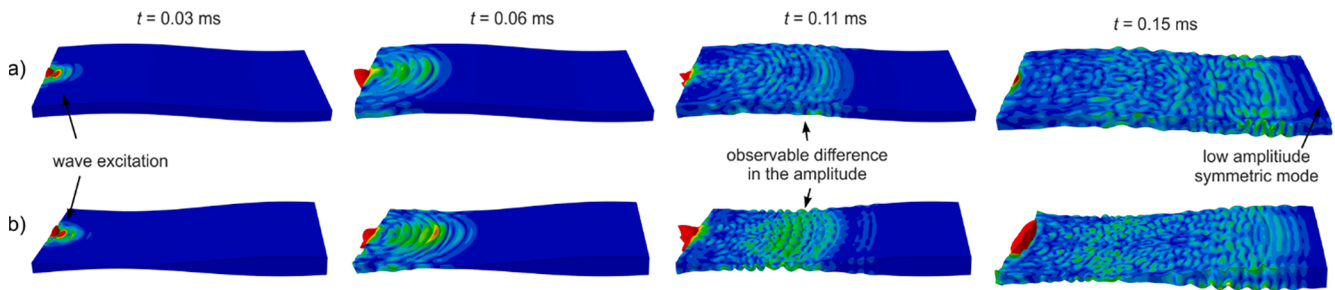 t = 0.03 ms
t = 0.06 ms
t = 0.11 ms
t = 0.15 ms
a)
wave excitation
observable difference
in the amplitude
low amplitiude
symmetric mode
b)